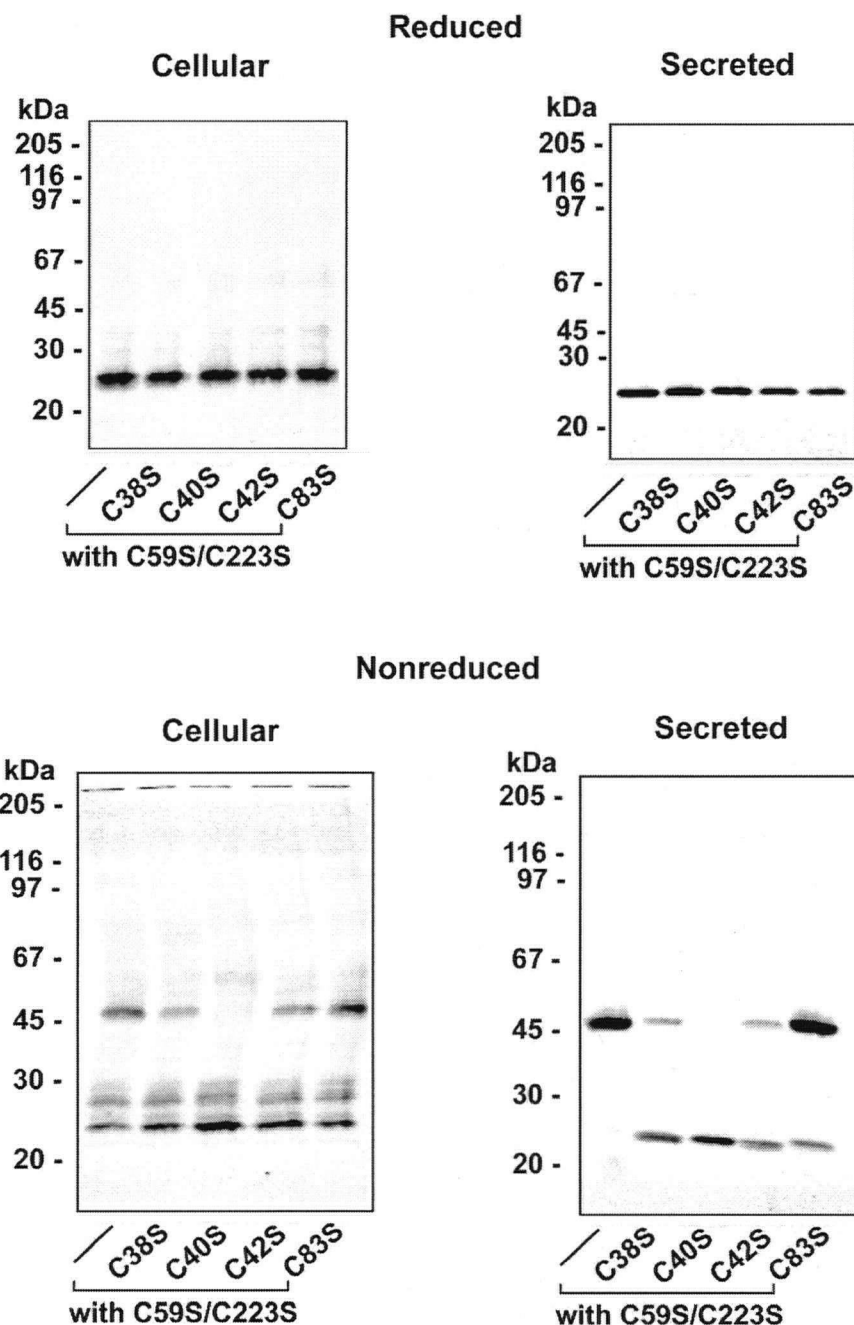 Reduced
Cellular
kDa
205 -
116 -
97 -
67 -
45 -
30 -
20 -
C38S C40S C42S C83S
with C59S/C223S
Secreted
kDa
205 -
116 -
97 -
67 -
45 -
30 -
20 -
C38S C40S C42S C83S
with C59S/C223S
Nonreduced
Cellular
kDa
205 -
116 -
97 -
67 -
45 -
30 -
20 -
C38S C40S C42S C83S
with C59S/C223S
Secreted
kDa
205 -
116 -
97 -
67 -
45 -
30 -
20 -
C38S C40S C42S C83S
with C59S/C223S